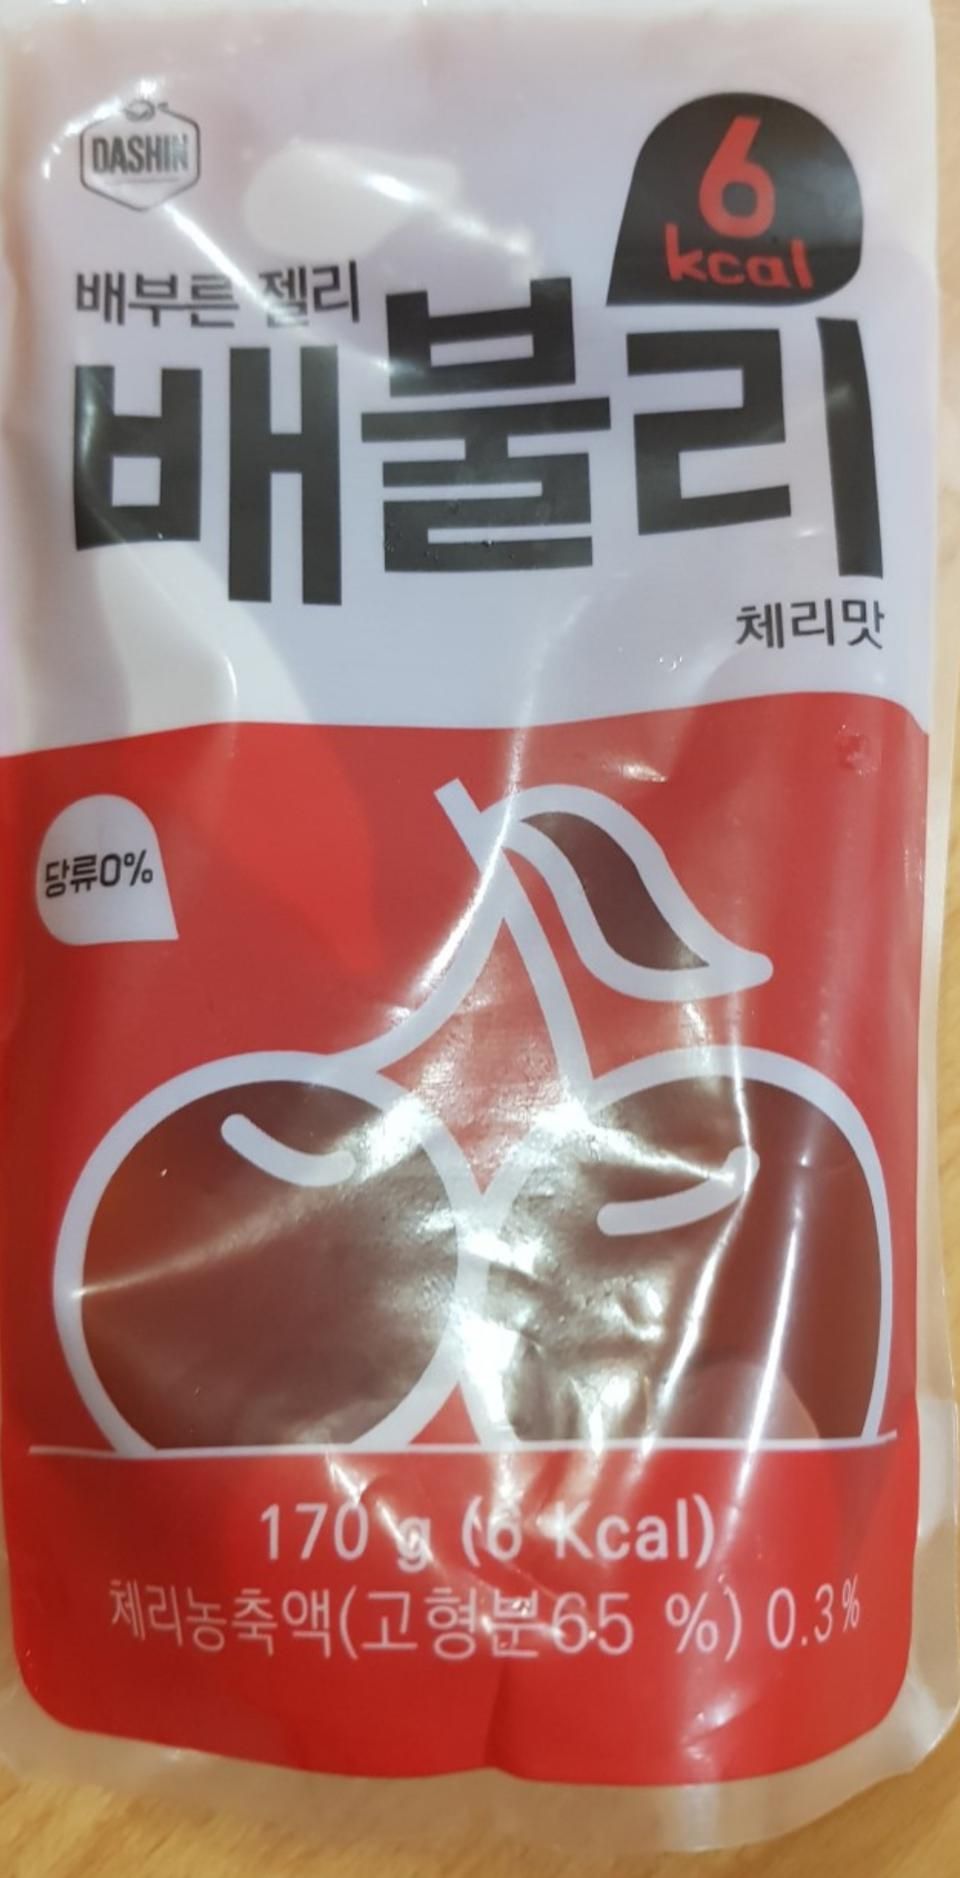 DASHIN
6
kcal
배부른 젤리
배불리
체리맛
당류0%
170 g (6 Kcal)
체리농축액(고형분65 %) 0.3%